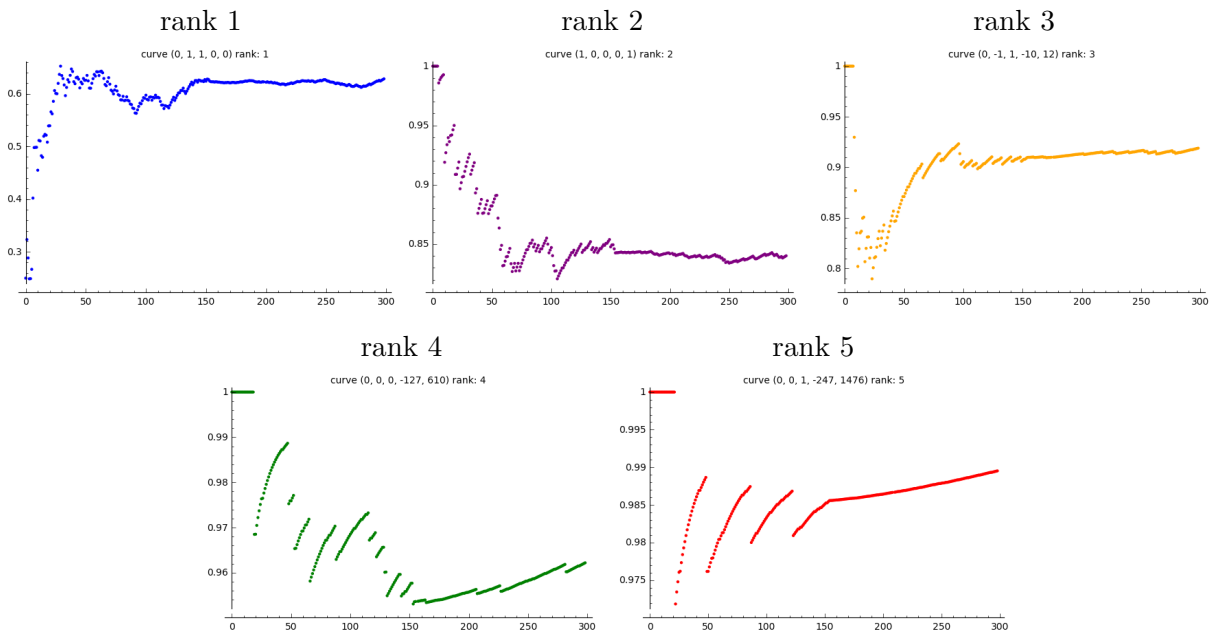 rank 1
rank 2
rank 3
curve (0, 1, 1, 0, 0) rank: 1
curve (1, 0, 0, 0, 1) rank: 2
curve (0, -1, 1, -10, 12) rank: 3
0.6
0.5
0.4
0.3
0 50 100 150 200 250 300
1
0.95
0.9
0.85
0 50 100 150 200 250 300
1
0.95
0.9
0.85
0.8
0 50 100 150 200 250 300
rank 4
rank 5
curve (0, 0, 0, -127, 610) rank: 4
curve (0, 0, 1, -247, 1476) rank: 5
1
0.99
0.98
0.97
0.96
0 50 100 150 200 250 300
1
0.995
0.99
0.985
0.98
0.975
0 50 100 150 200 250 300